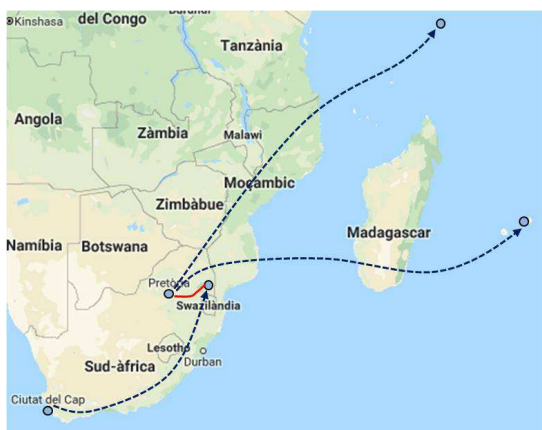 Kinshasa
del Congo
Burundi
Tanzània
Angola
Zàmbia
Malawi
Moçambic
Zimbàbue
Namíbia
Botswana
Madagascar
Pretòria
Swazilàndia
Lesotho
Durban
Sud-àfrica
Ciutat del Cap